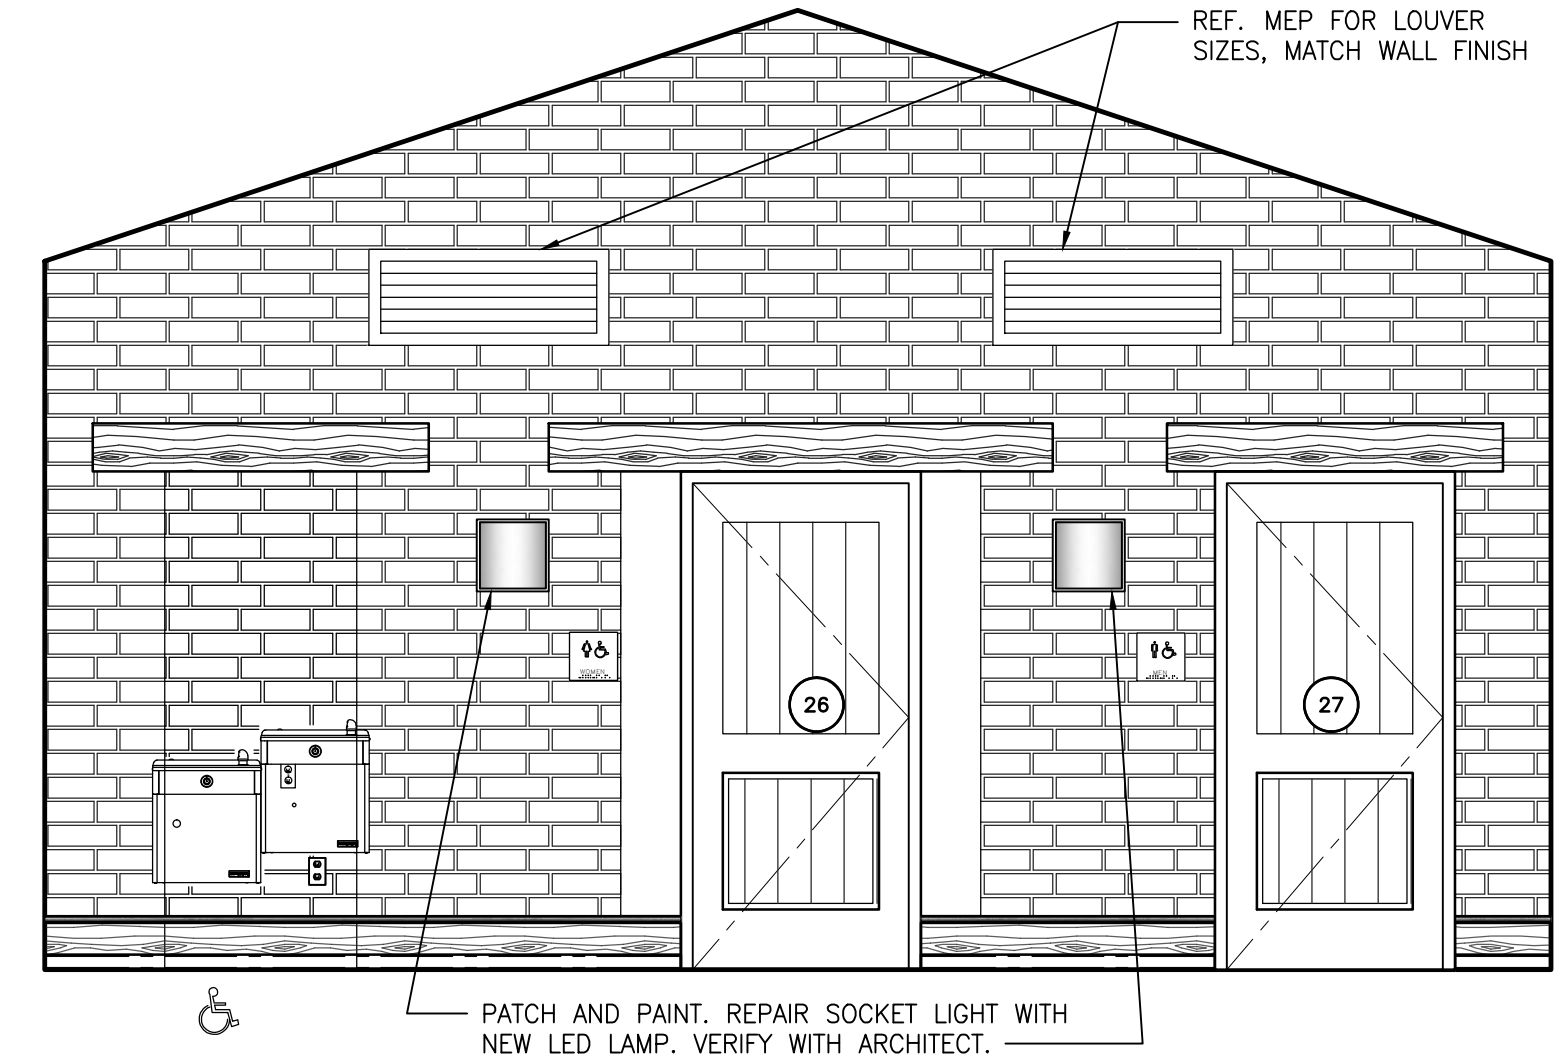 REF. MEP FOR LOUVER
SIZES, MATCH WALL FINISH
WOMEN
MEN
26
27
PATCH AND PAINT. REPAIR SOCKET LIGHT WITH
NEW LED LAMP. VERIFY WITH ARCHITECT.